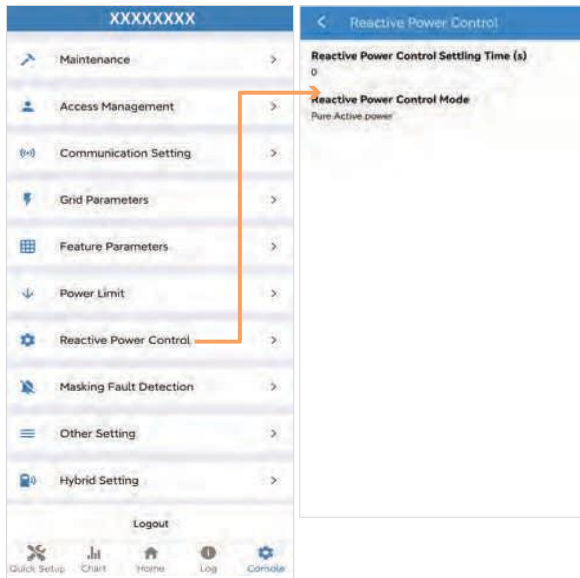 XXXXXXXX
Maintenance
Access Management
Communication Setting
Grid Parameters
Feature Parameters
Power Limit
Reactive Power Control
Masking Fault Detection
Other Setting
Hybrid Setting
Logout
Quick Setup Chart Home Log Console
Reactive Power Control
Reactive Power Control Settling Time (s)
0
Reactive Power Control Mode
Pure Active power